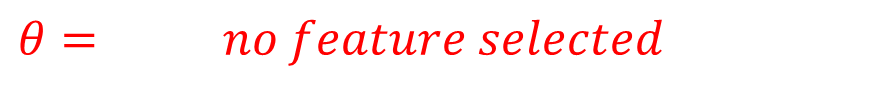 θ = no feature selected